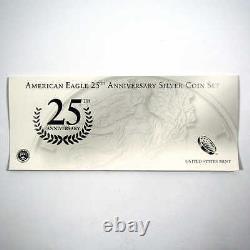 American Eagle 25th Anniversary Silver Coin Set
25TH
ANNIVERSARY
UNITED STATES MINT